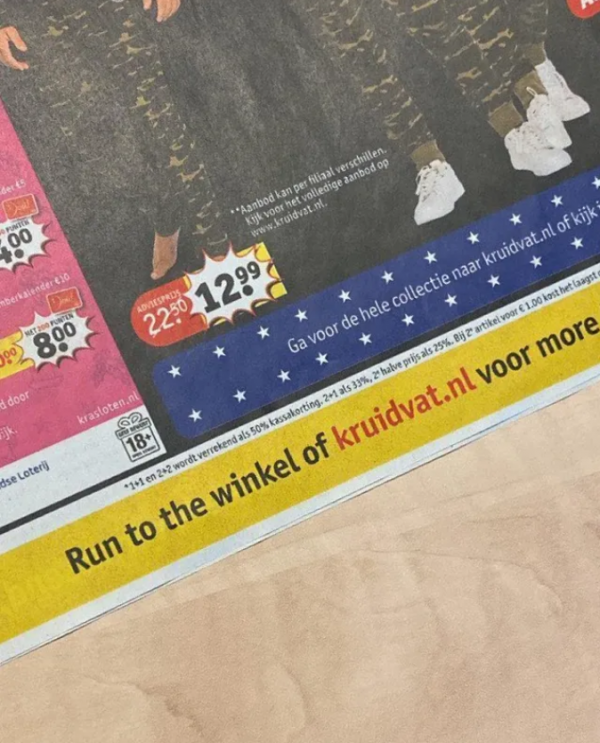 **Aanbod kan per filiaal verschillen.
Kijk voor het volledige aanbod op
www.kruidvat.nl.
4.00
MET 200 PUNTEN
8.00
ADVIESPRIJS
22.50
12.99
Ga voor de hele collectie naar kruidvat.nl of kijk
krasloten.nl
18+
*1+1 en 2+2 wordt verrekend als 50% kassakorting. 2+1 als 33%, 2e halve prijs als 25%. Bij 2e artikel voor € 1.00 kost het laagst
Run to the winkel of kruidvat.nl voor more